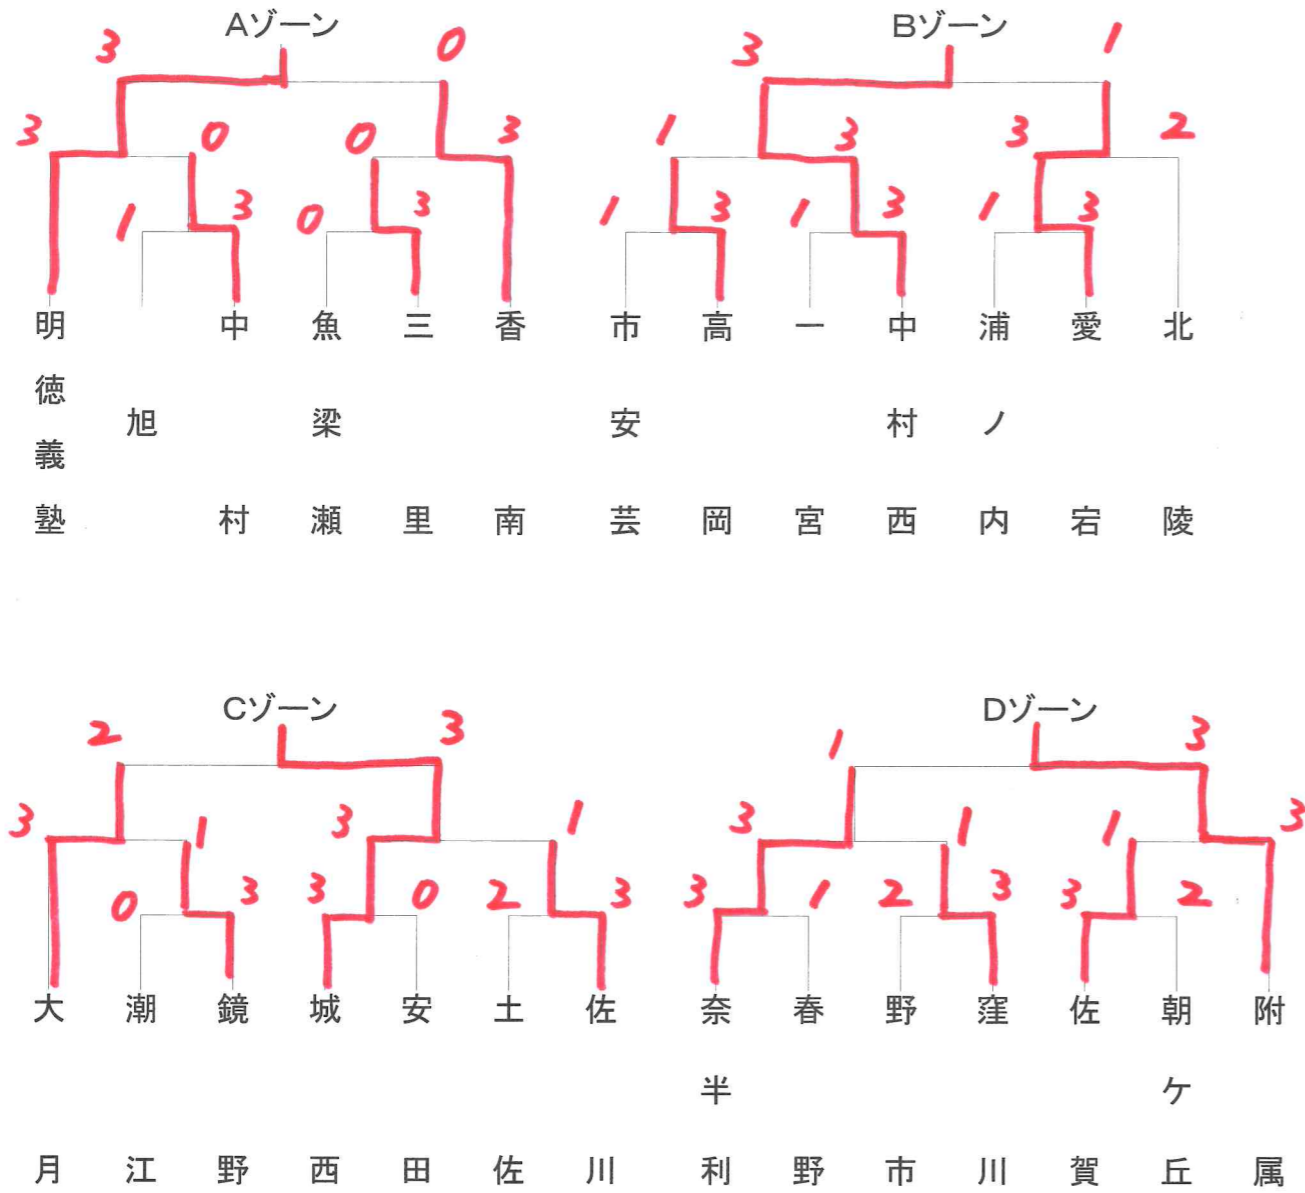 Aゾーン Bゾーン
3 0 3 1
3 0 0 3 1 3 3 2
1 3 0 3 1 3 1 3 1 3
明徳義塾 旭 中村 魚梁瀬 三里 香南 市安芸 高岡 一宮 中村西 浦ノ内 愛宕 北陵
Cゾーン Dゾーン
2 3 1 3
3 1 3 1 3 1 1 3
0 3 3 0 2 3 3 1 2 3 3 2
大月 潮江 鏡野 城西 安田 土佐 佐川 奈半利 春野 野市 窪川 佐賀 朝ケ丘 附属